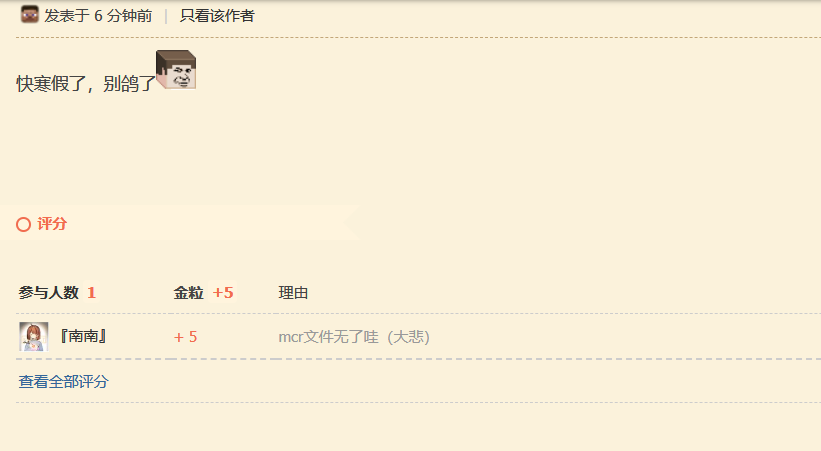 发表于 6 分钟前 | 只看该作者
快寒假了，别鸽了
评分
参与人数 1 金粒 +5 理由
『南南』 + 5 mcr文件无了哇（大悲）
查看全部评分